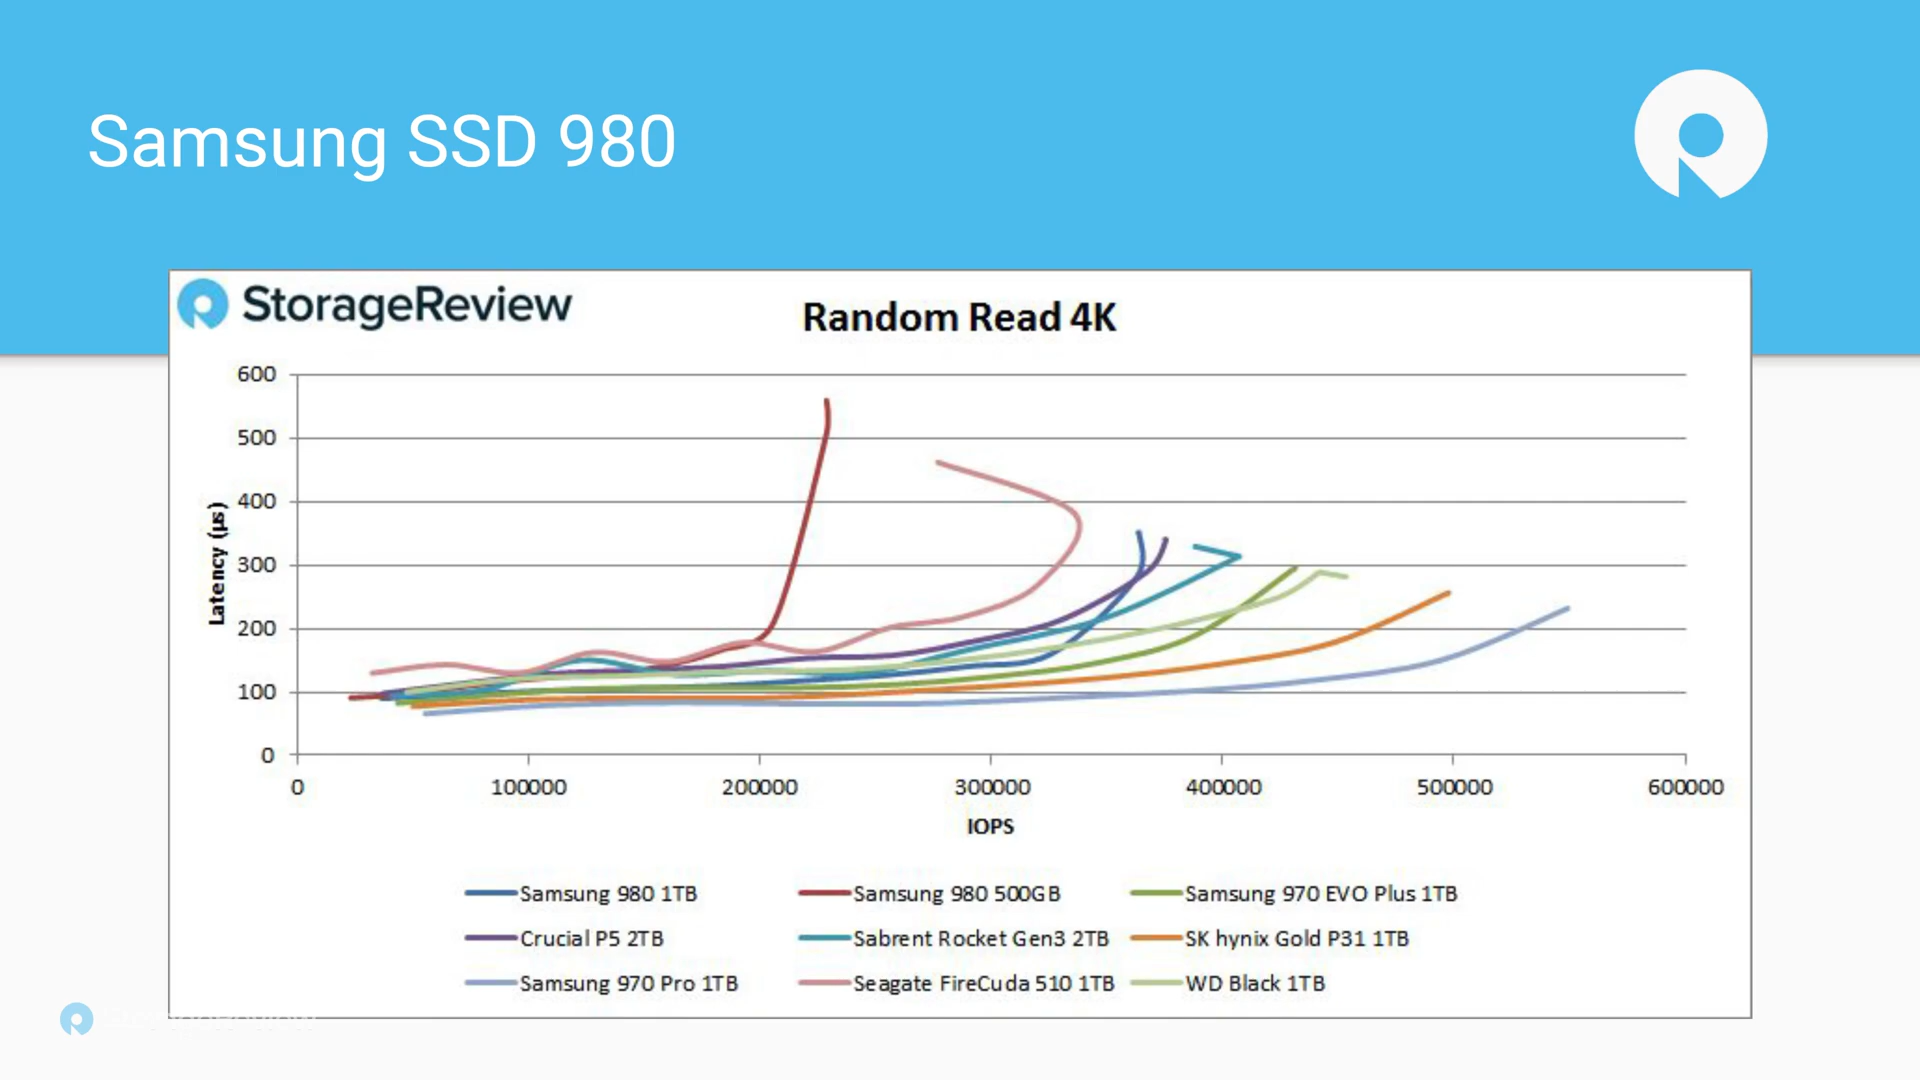 Samsung SSD 980
StorageReview
Random Read 4K
600
500
400
300
200
100
0
Latency (µs)
0 100000 200000 300000 400000 500000 600000
IOPS
Samsung 980 1TB Samsung 980 500GB Samsung 970 EVO Plus 1TB
Crucial P5 2TB Sabrent Rocket Gen3 2TB SK hynix Gold P31 1TB
Samsung 970 Pro 1TB Seagate FireCuda 510 1TB WD Black 1TB